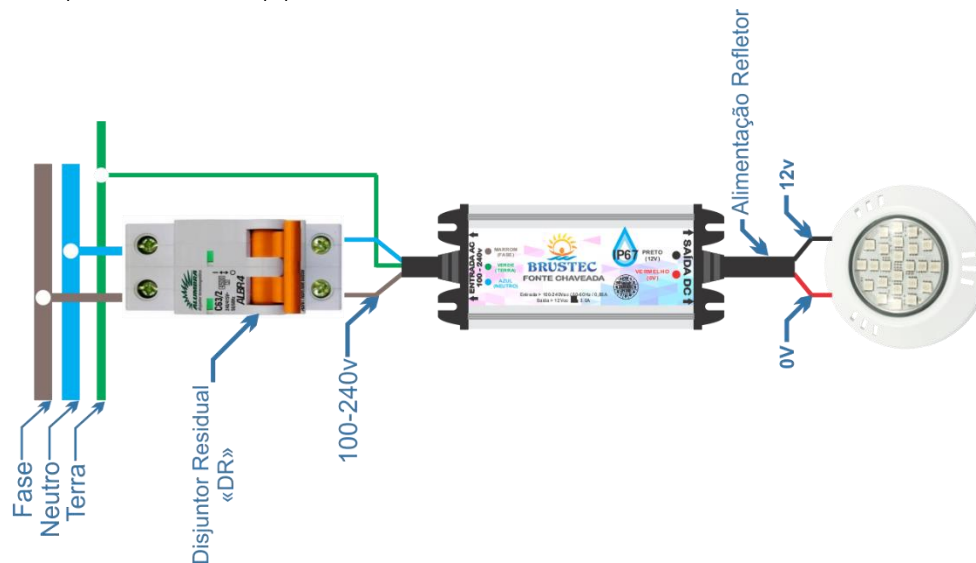 Fase
Neutro
Terra
Disjuntor Residual
«DR»
C63/2
ALBR4
100-240v
ENTRADA AC
100 - 240v
MARROM
(FASE)
VERDE
(TERRA)
AZUL
(NEUTRO)
BRUSTEC
FONTE CHAVEADA
IP67
PRETO
(12V)
VERMELHO
(0V)
SAÍDA DC
Alimentação Refletor
12v
0V